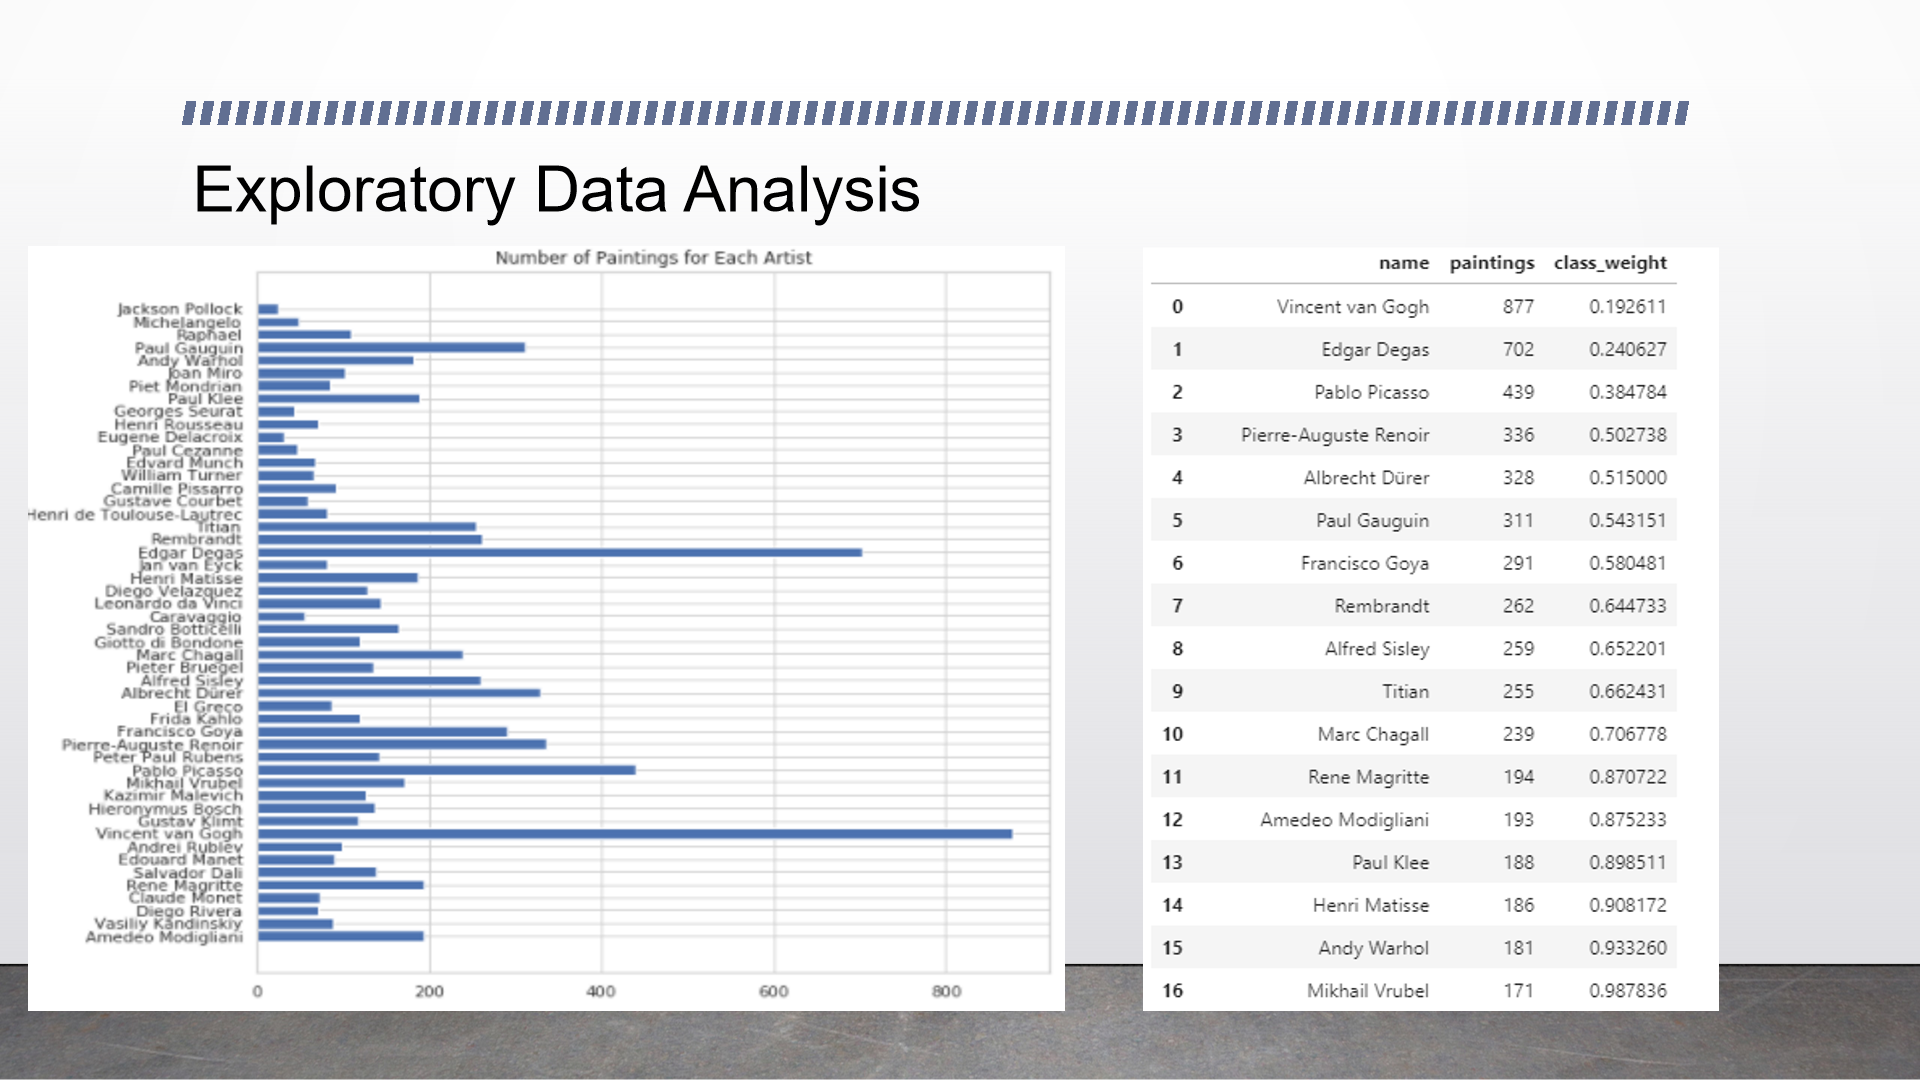 Exploratory Data Analysis
Number of Paintings for Each Artist
Jackson Pollock
Michelangelo
Raphael
Paul Gauguin
Andy Warhol
Joan Miro
Piet Mondrian
Paul Klee
Georges Seurat
Henri Rousseau
Eugene Delacroix
Paul Cezanne
Edvard Munch
William Turner
Camille Pissarro
Gustave Courbet
Henri de Toulouse-Lautrec
Titian
Rembrandt
Edgar Degas
Jan van Eyck
Henri Matisse
Diego Velazquez
Leonardo da Vinci
Caravaggio
Sandro Botticelli
Giotto di Bondone
Marc Chagall
Pieter Bruegel
Alfred Sisley
Albrecht Dürer
El Greco
Frida Kahlo
Francisco Goya
Pierre-Auguste Renoir
Peter Paul Rubens
Pablo Picasso
Mikhail Vrubel
Kazimir Malevich
Hieronymus Bosch
Gustav Klimt
Vincent van Gogh
Andrei Rublev
Edouard Manet
Salvador Dali
Rene Magritte
Claude Monet
Diego Rivera
Vasiliy Kandinskiy
Amedeo Modigliani
0 200 400 600 800
name paintings class_weight
0 Vincent van Gogh 877 0.192611
1 Edgar Degas 702 0.240627
2 Pablo Picasso 439 0.384784
3 Pierre-Auguste Renoir 336 0.502738
4 Albrecht Dürer 328 0.515000
5 Paul Gauguin 311 0.543151
6 Francisco Goya 291 0.580481
7 Rembrandt 262 0.644733
8 Alfred Sisley 259 0.652201
9 Titian 255 0.662431
10 Marc Chagall 239 0.706778
11 Rene Magritte 194 0.870722
12 Amedeo Modigliani 193 0.875233
13 Paul Klee 188 0.898511
14 Henri Matisse 186 0.908172
15 Andy Warhol 181 0.933260
16 Mikhail Vrubel 171 0.987836